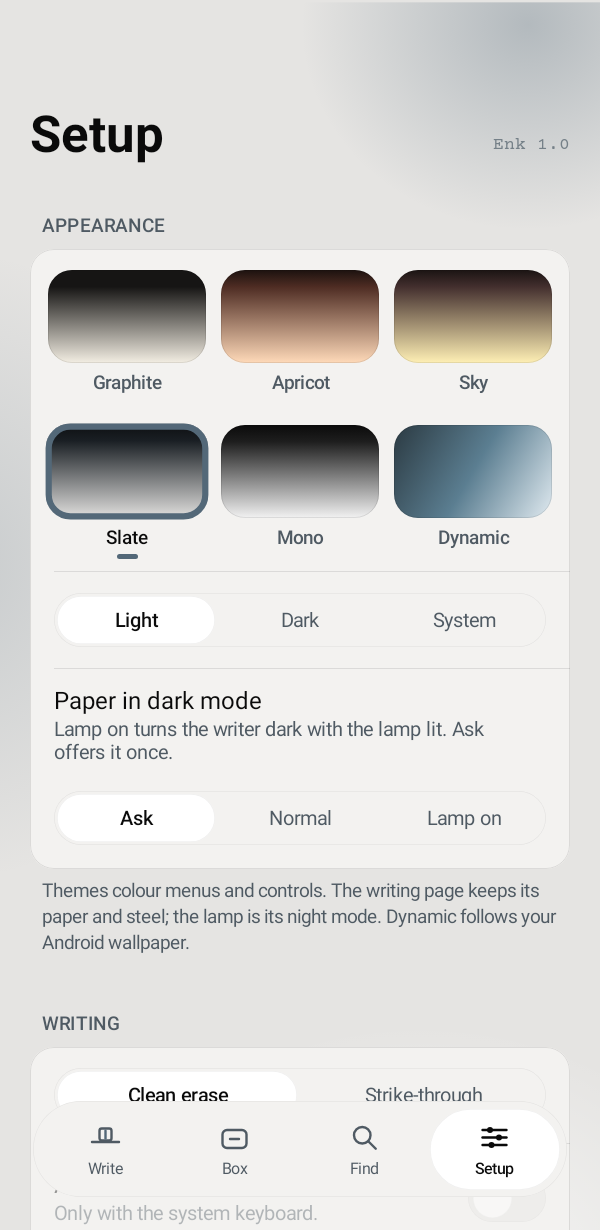 Setup
Enk 1.0
APPEARANCE
Graphite
Apricot
Sky
Slate
Mono
Dynamic
Light
Dark
System
Paper in dark mode
Lamp on turns the writer dark with the lamp lit. Ask
offers it once.
Ask
Normal
Lamp on
Themes colour menus and controls. The writing page keeps its
paper and steel; the lamp is its night mode. Dynamic follows your
Android wallpaper.
WRITING
Clean erase
Strike-through
Only with the system keyboard.
Write
Box
Find
Setup